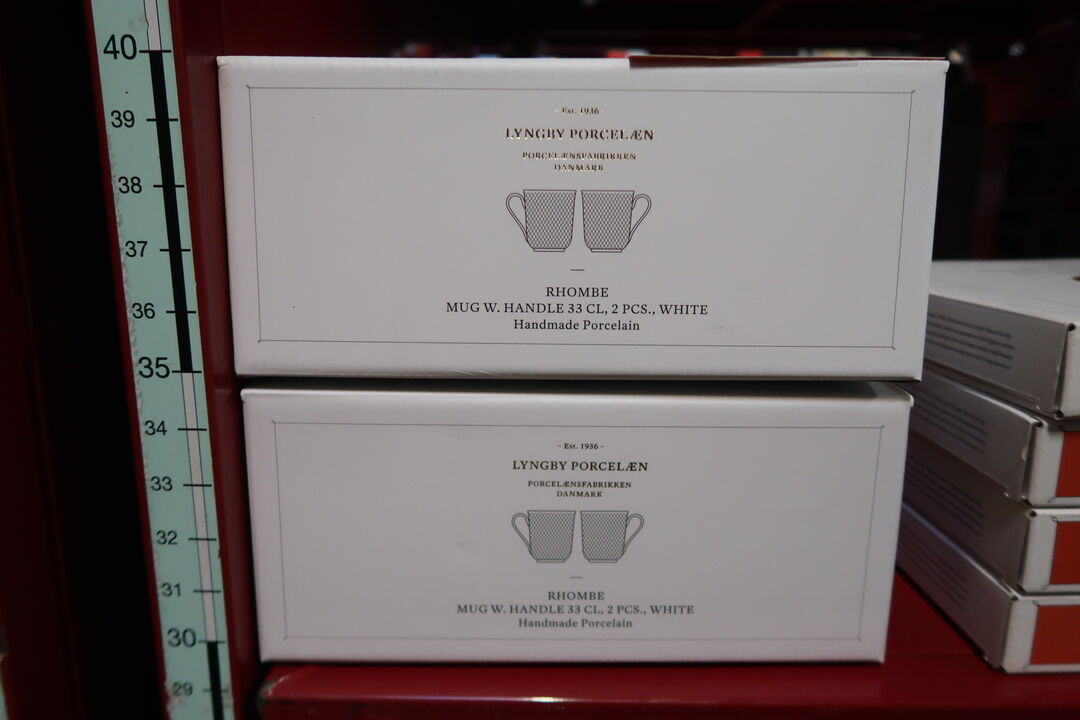 40
39
38
37
36
35
34
33
32
31
30
29
- Est. 1936 -
LYNGBY PORCELÆN
PORCELÆNSFABRIKKEN
DANMARK
RHOMBE
MUG W. HANDLE 33 CL, 2 PCS., WHITE
Handmade Porcelain
- Est. 1936 -
LYNGBY PORCELÆN
PORCELÆNSFABRIKKEN
DANMARK
RHOMBE
MUG W. HANDLE 33 CL, 2 PCS., WHITE
Handmade Porcelain